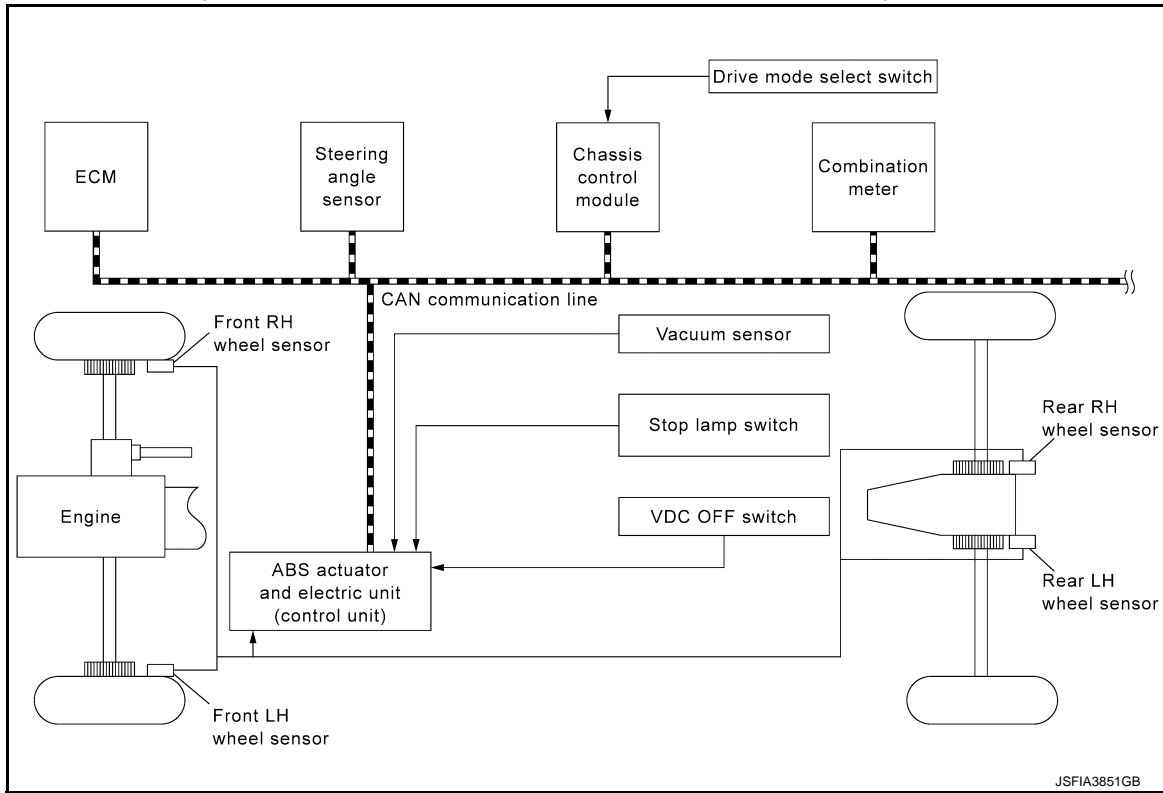 Drive mode select switch
ECM
Steering
angle
sensor
Chassis
control
module
Combination
meter
CAN communication line
Front RH
wheel sensor
Vacuum sensor
Stop lamp switch
VDC OFF switch
Rear RH
wheel sensor
Engine
ABS actuator
and electric unit
(control unit)
Rear LH
wheel sensor
Front LH
wheel sensor
JSFIA3851GB